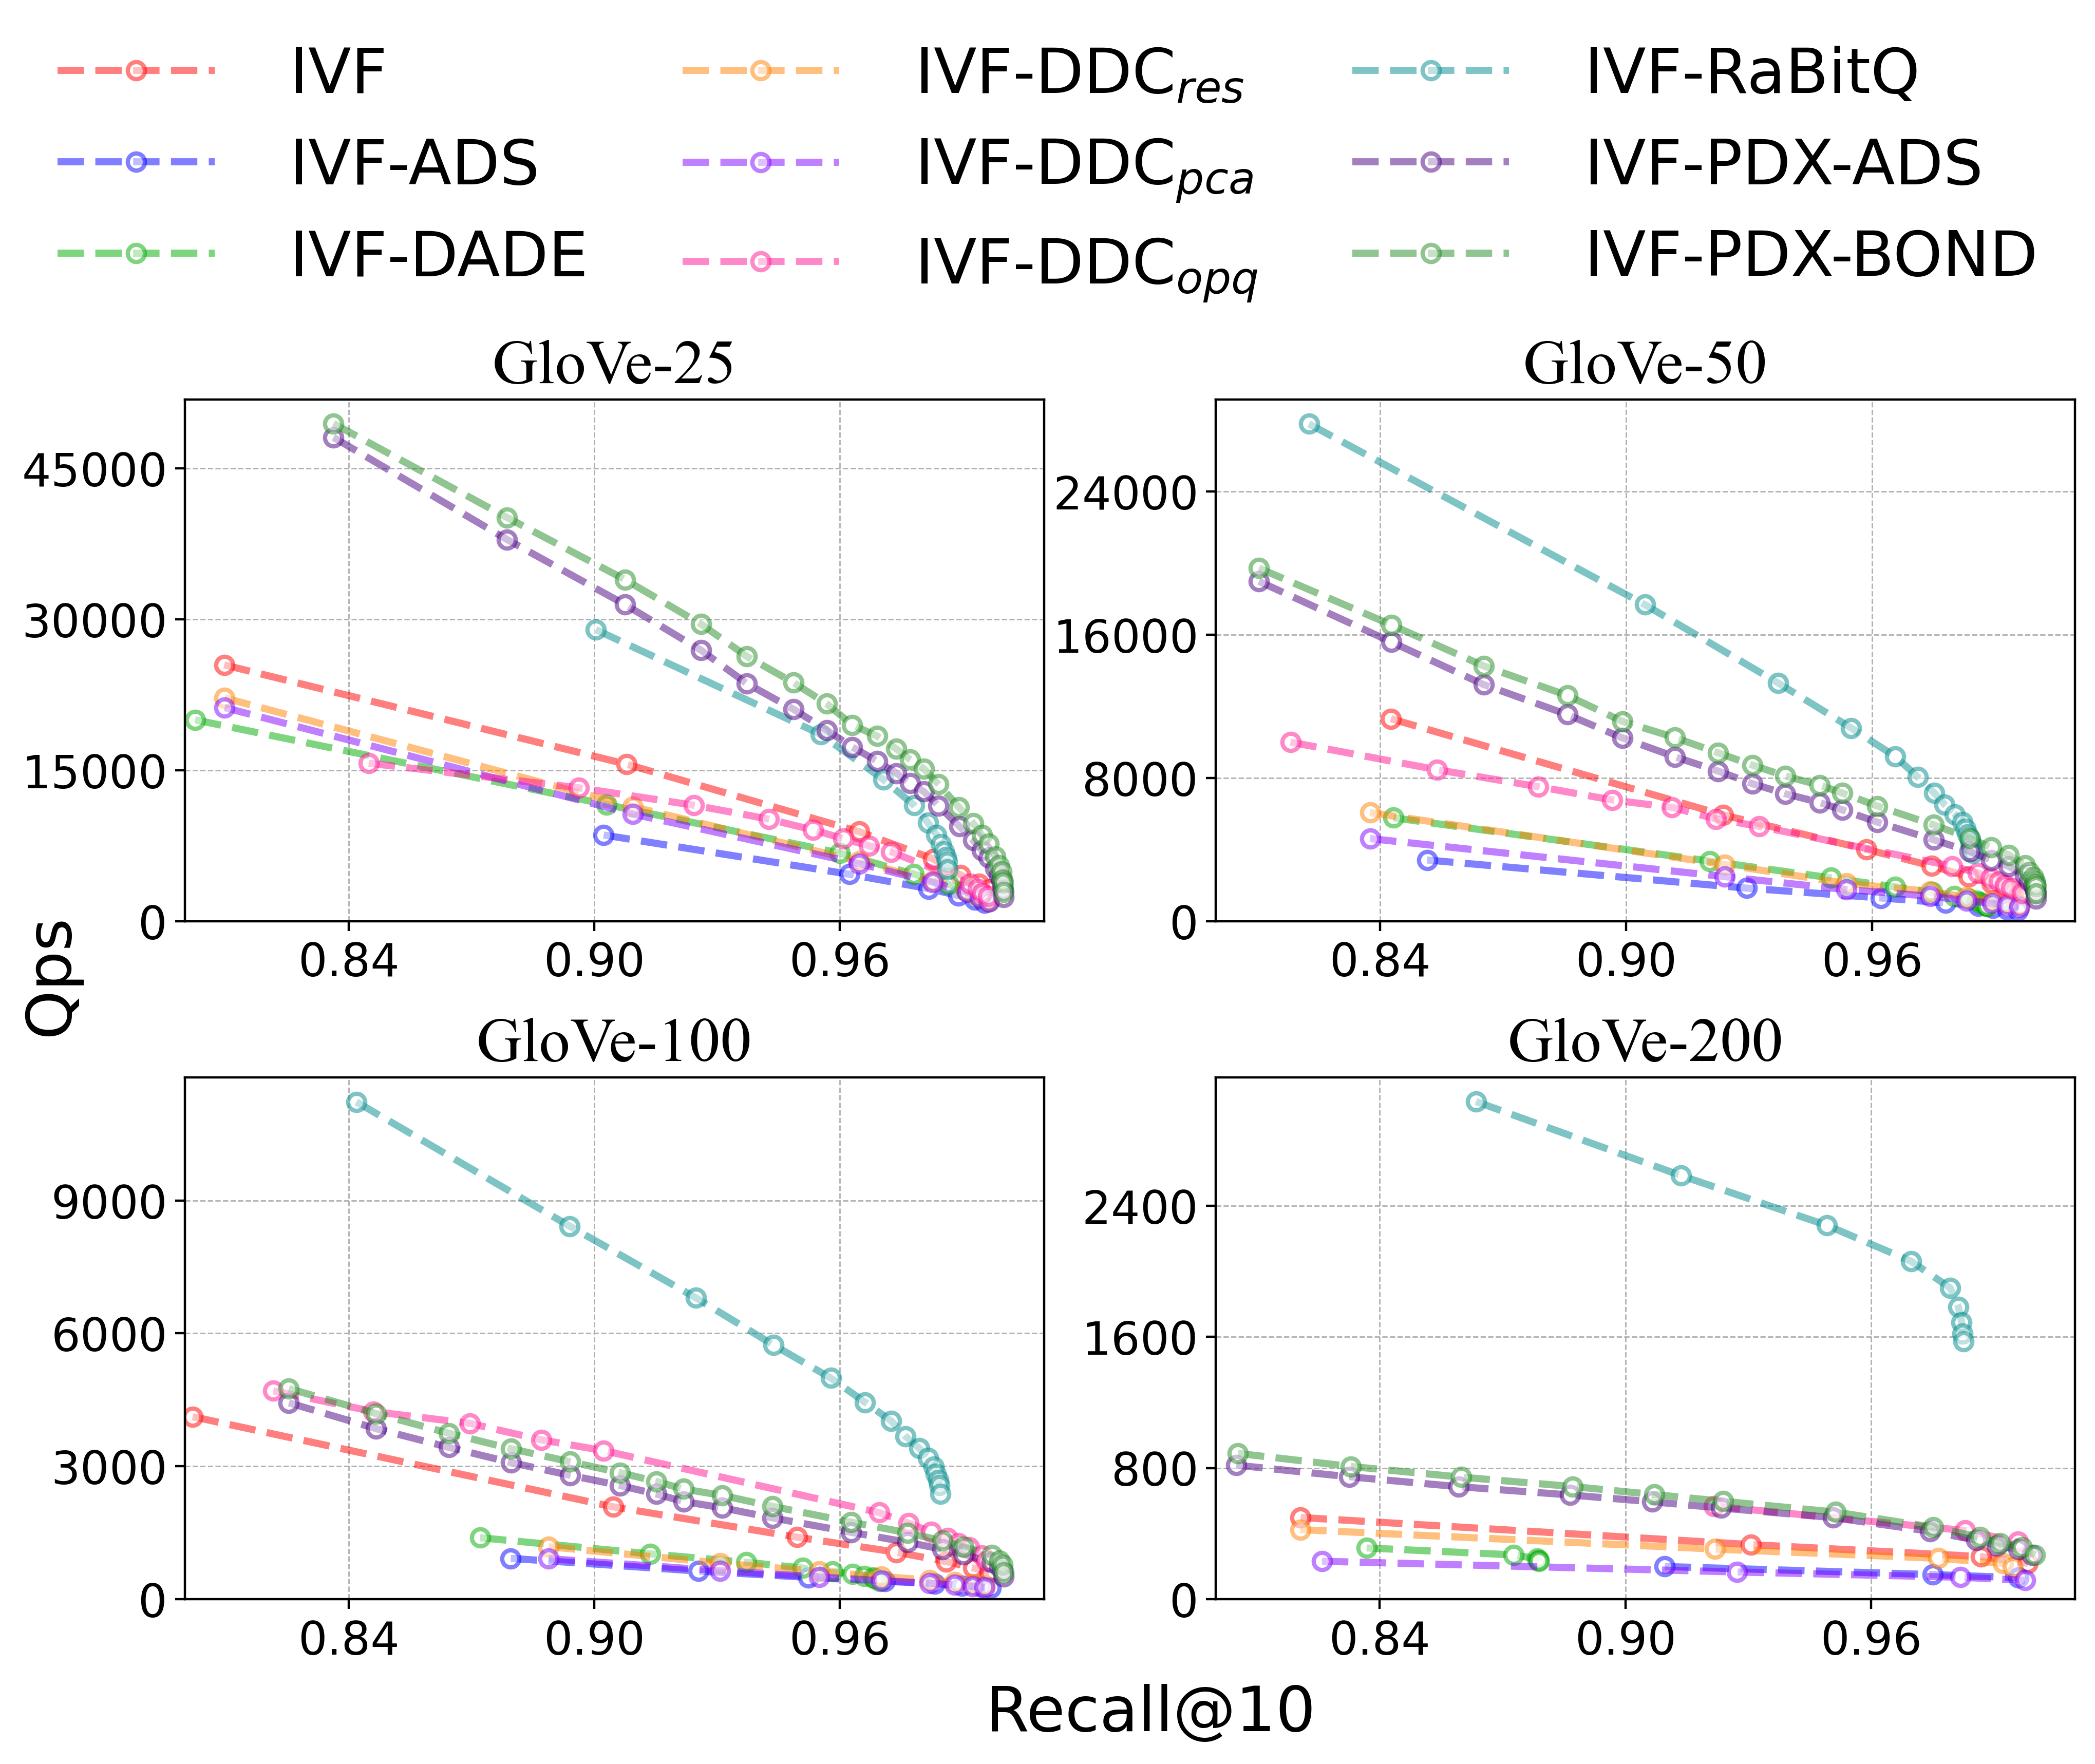 IVF IVF-DDCres IVF-RaBitQ
IVF-ADS IVF-DDCpca IVF-PDX-ADS
IVF-DADE IVF-DDCopq IVF-PDX-BOND
GloVe-25
45000
30000
15000
0
0.84 0.90 0.96
GloVe-50
24000
16000
8000
0
0.84 0.90 0.96
Qps
GloVe-100
9000
6000
3000
0
0.84 0.90 0.96
GloVe-200
2400
1600
800
0
0.84 0.90 0.96
Recall@10